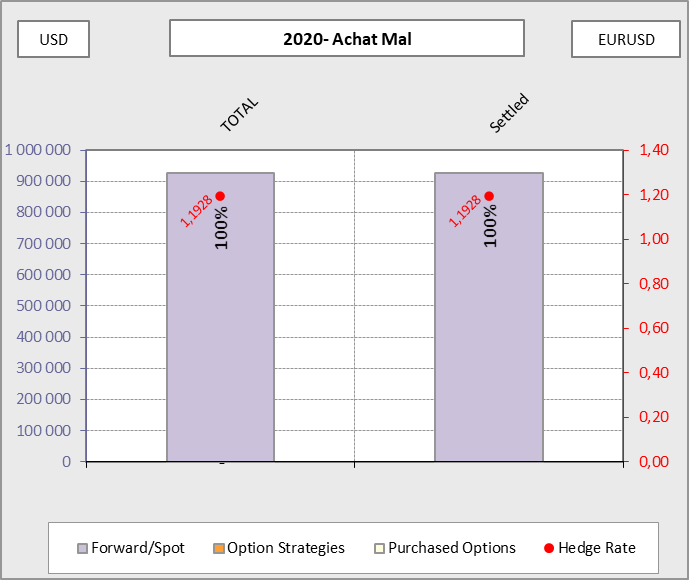 USD
2020- Achat Mal
EURUSD
TOTAL
Settled
1 000 000
900 000
800 000
700 000
600 000
500 000
400 000
300 000
200 000
100 000
0
1,1928
100%
1,1928
100%
-
1,40
1,20
1,00
0,80
0,60
0,40
0,20
0,00
Forward/Spot
Option Strategies
Purchased Options
Hedge Rate